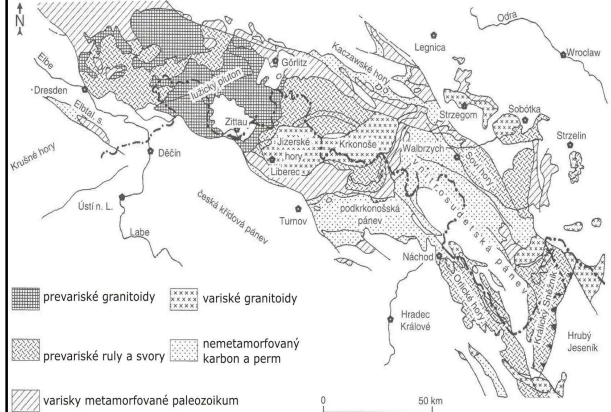 N
Odra
Legnica
Wroclaw
Elbe
Görlitz
Kaczawské hory
Dresden
lužický pluton
Strzegom
Sobótka
Elbtal. s.
Zittau
Strzelin
Krušné hory
Děčín
Jizerské
hory
Krkonoše
Walbrzych
Soví hory
Liberec
Ústí n. L.
česká křídová pánev
Turnov
podkrkonošská
pánev
vnitrosudetská pánev
Labe
Náchod
Orlické hory
Králický Sněžník
Hrubý
Jeseník
Hradec
Králové
prevariské granitoidy
variské granitoidy
prevariské ruly a svory
nemetamorfovaný
karbon a perm
varisky metamorfované paleozoikum
0
50 km